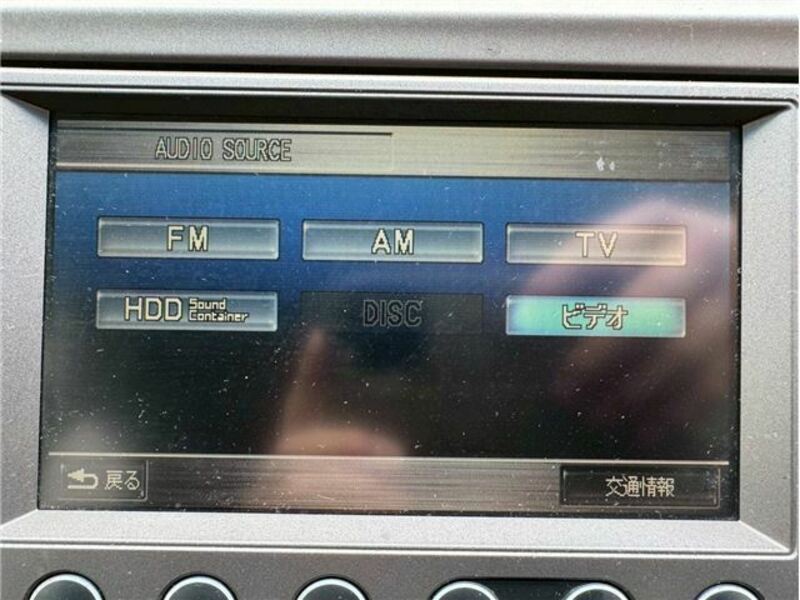 AUDIO SOURCE
FM AM TV
HDD Sound Container DISC ビデオ
戻る 交通情報